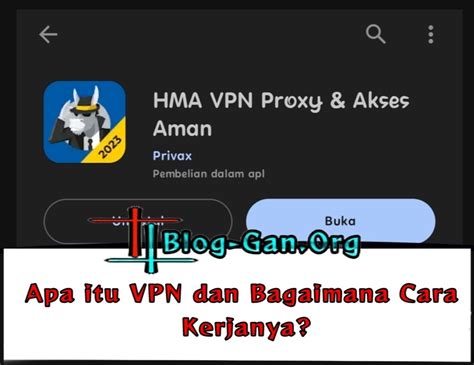 HMA VPN Proxy & Akses
Aman
2023
Privax
Pembelian dalam apl
Buka
Blog-Gan.Org
Apa itu VPN dan Bagaimana Cara
Kerjanya?